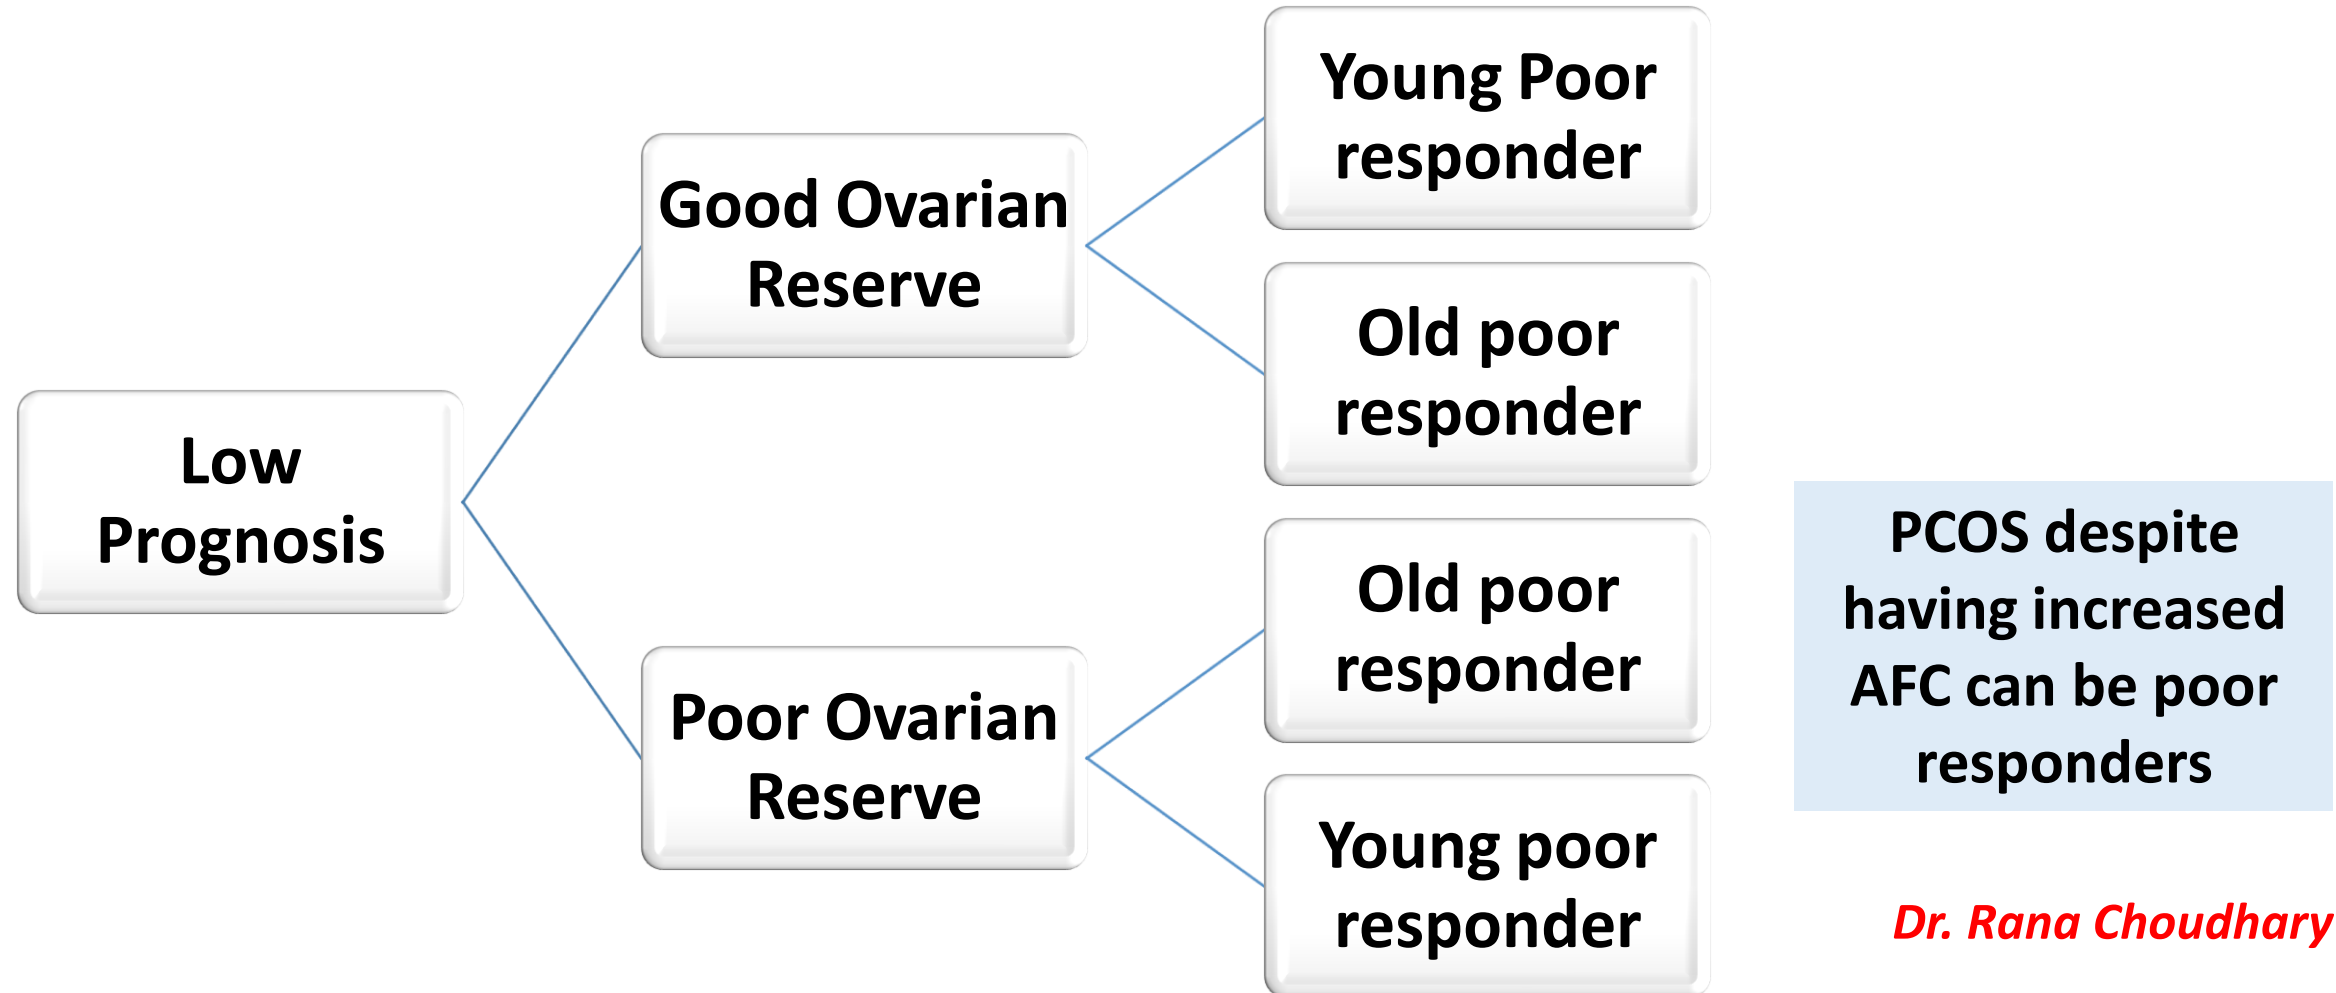 Low
Prognosis
Good Ovarian
Reserve
Young Poor
responder
Old poor
responder
Poor Ovarian
Reserve
Old poor
responder
Young poor
responder
PCOS despite
having increased
AFC can be poor
responders
Dr. Rana Choudhary